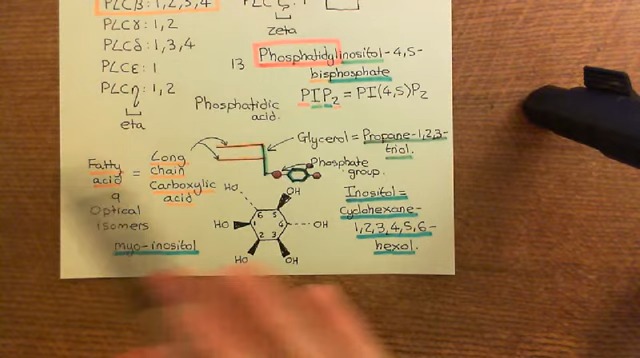 PLCβ: 1,2,3,4
PLCγ: 1,2
PLCδ: 1,3,4
PLCε: 1
PLCη: 1,2
eta
zeta
13
Phosphatidylinositol-4,5-
bisphosphate
PIP2 = PI(4,5)P2
Phosphatidic
acid.
Glycerol = Propane-1,2,3-
triol.
Phosphate
group.
Fatty
acid
=
Long
chain
Carboxylic
acid
9
Optical
isomers
myo-inositol
HO
OH
6 5
HO
1
4
OH
2 3
HO
OH
Inositol =
cyclohexane-
1,2,3,4,5,6-
hexol.